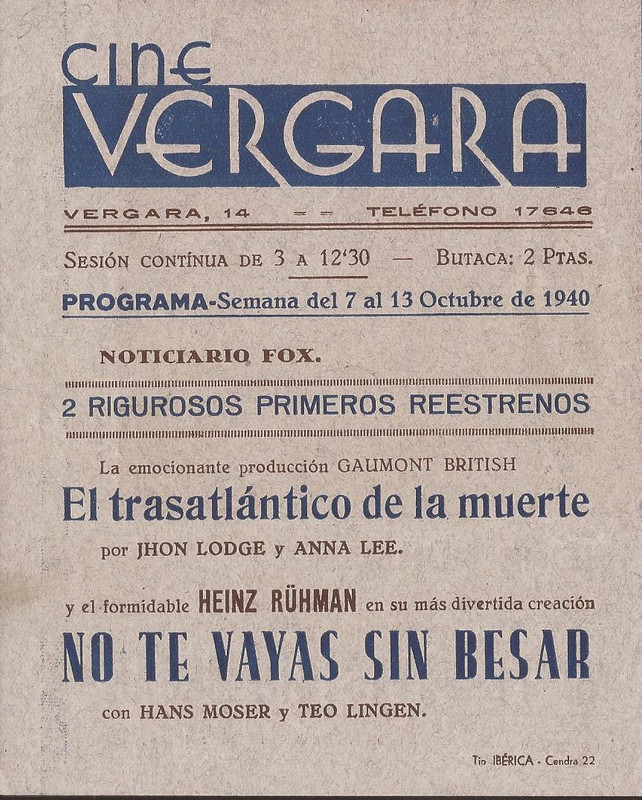 cine
VERGARA
VERGARA, 14 = = TELÉFONO 17646
SESIÓN CONTÍNUA DE 3 A 12'30 — BUTACA: 2 PTAS.
PROGRAMA-Semana del 7 al 13 Octubre de 1940
NOTICIARIO FOX.
2 RIGUROSOS PRIMEROS REESTRENOS
La emocionante producción GAUMONT BRITISH
El trasatlántico de la muerte
por JHON LODGE y ANNA LEE.
y el formidable HEINZ RÜHMAN en su más divertida creación
NO TE VAYAS SIN BESAR
con HANS MOSER y TEO LINGEN.
Tip IBÉRICA - Cendra 22